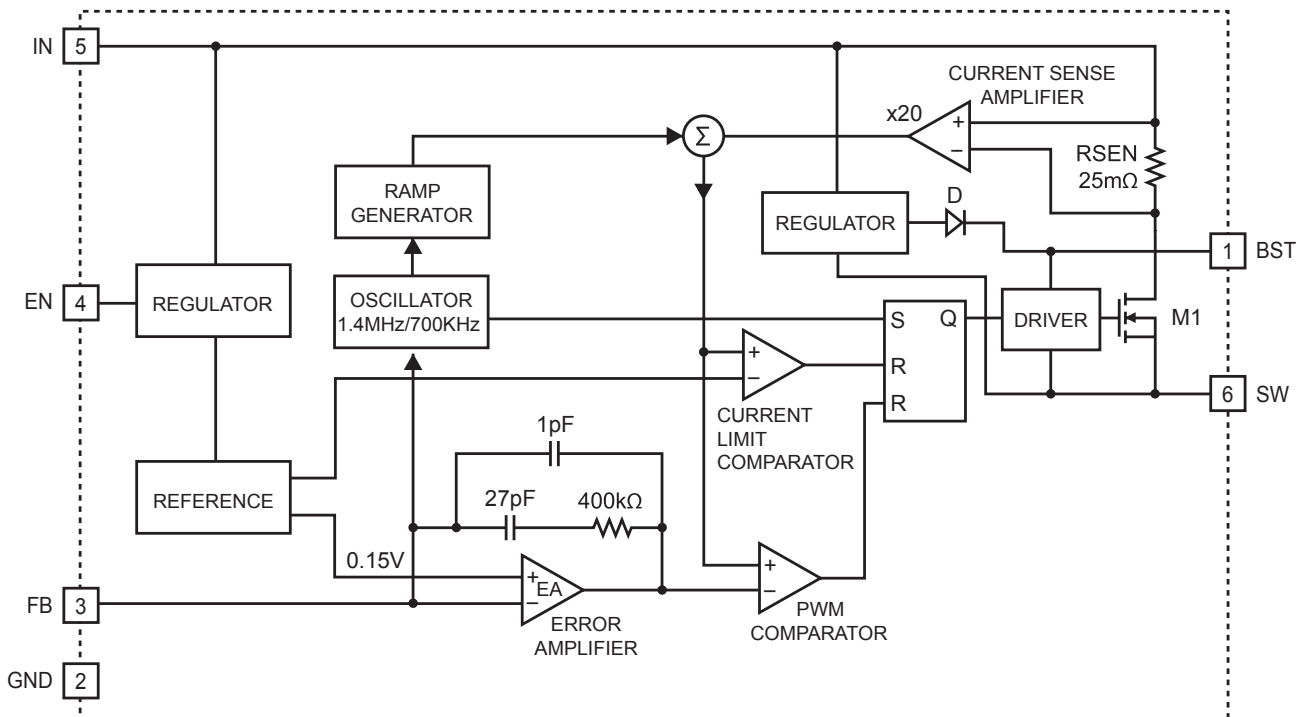 IN 5
CURRENT SENSE
AMPLIFIER
x20
+
−
Σ
RSEN
25mΩ
RAMP
GENERATOR
D
REGULATOR
1 BST
EN 4
REGULATOR
OSCILLATOR
1.4MHz/700KHz
S Q
R
R
DRIVER
M1
+
−
CURRENT
LIMIT
COMPARATOR
6 SW
1pF
REFERENCE
27pF
400kΩ
0.15V
+
EA
−
ERROR
AMPLIFIER
+
−
PWM
COMPARATOR
FB 3
GND 2